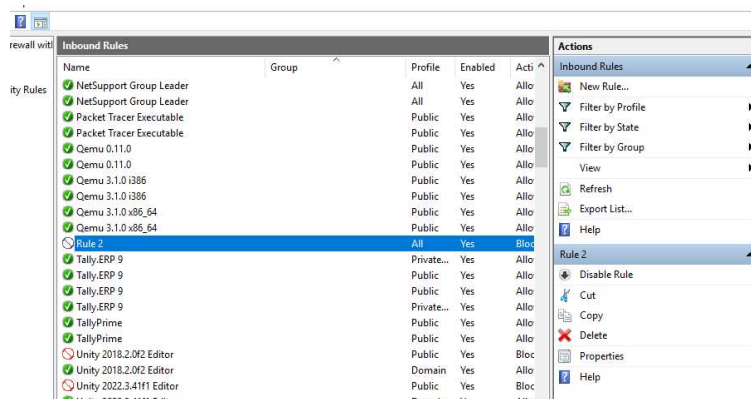 rewall with
ity Rules
Inbound Rules
Name Group Profile Enabled Acti
NetSupport Group Leader All Yes Allo
NetSupport Group Leader All Yes Allo
Packet Tracer Executable Public Yes Allo
Packet Tracer Executable Public Yes Allo
Qemu 0.11.0 Public Yes Allo
Qemu 0.11.0 Public Yes Allo
Qemu 3.1.0 i386 Public Yes Allo
Qemu 3.1.0 i386 Public Yes Allo
Qemu 3.1.0 x86_64 Public Yes Allo
Qemu 3.1.0 x86_64 Public Yes Allo
Rule 2 All Yes Bloc
Tally.ERP 9 Private... Yes Allo
Tally.ERP 9 Public Yes Allo
Tally.ERP 9 Public Yes Allo
Tally.ERP 9 Private... Yes Allo
TallyPrime Public Yes Allo
TallyPrime Public Yes Allo
Unity 2018.2.0f2 Editor Public Yes Bloc
Unity 2018.2.0f2 Editor Domain Yes Allo
Unity 2022.3.41f1 Editor Public Yes Bloc
Actions
Inbound Rules
New Rule...
Filter by Profile
Filter by State
Filter by Group
View
Refresh
Export List...
Help
Rule 2
Disable Rule
Cut
Copy
Delete
Properties
Help